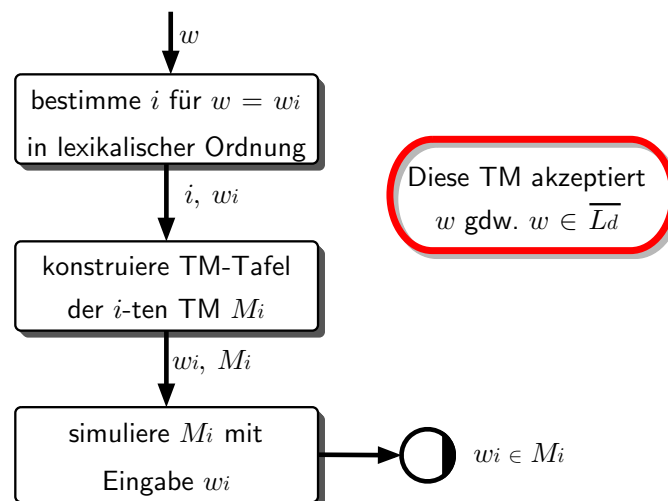 w
bestimme i für w = wi
in lexikalischer Ordnung
i, wi
Diese TM akzeptiert
w gdw. w ∈ L̅d̅
konstruiere TM-Tafel
der i-ten TM Mi
wi, Mi
simuliere Mi mit
Eingabe wi
wi ∈ Mi